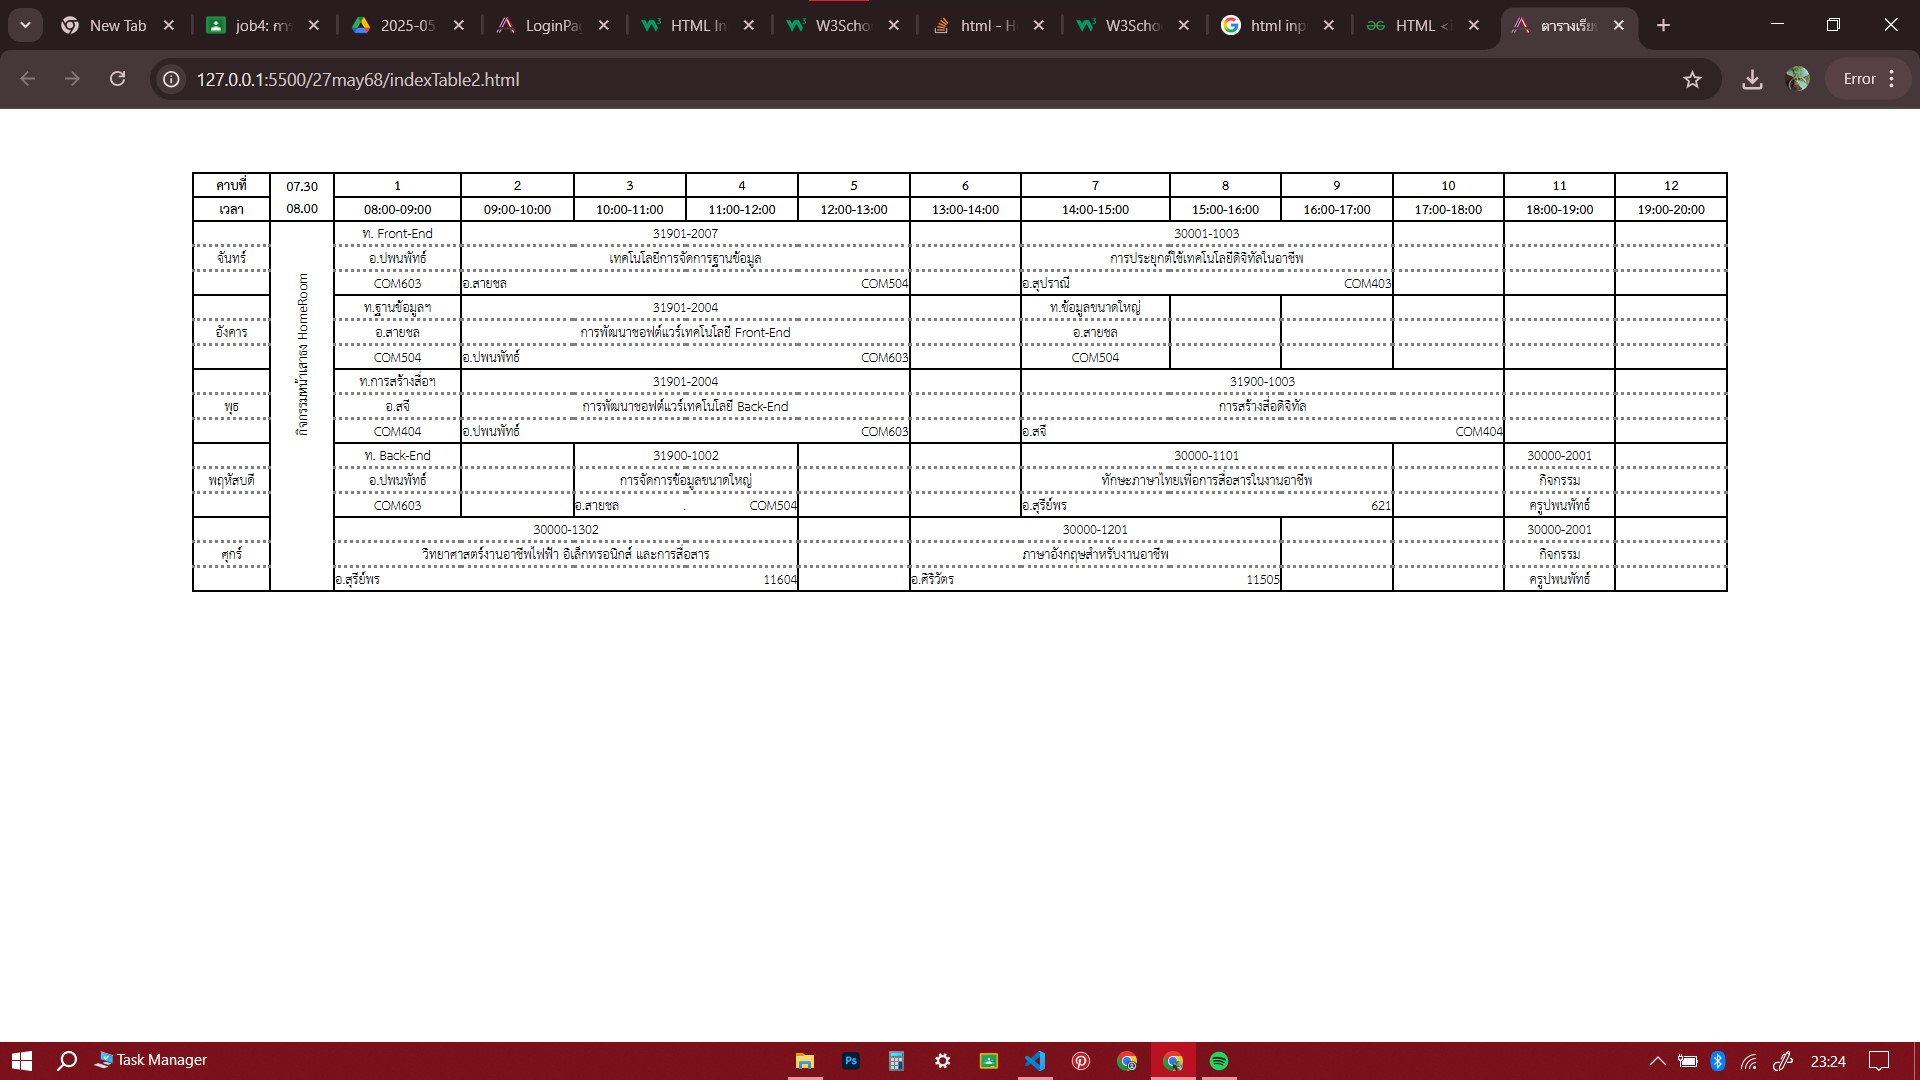 New Tab
job4: กา
2025-05
LoginPa
HTML In
W3Scho
html - H
W3Scho
html inp
HTML <
ตารางเรีย
127.0.0.1:5500/27may68/indexTable2.html
Error
คาบที่ 07.30 1 2 3 4 5 6 7 8 9 10 11 12
เวลา 08.00 08:00-09:00 09:00-10:00 10:00-11:00 11:00-12:00 12:00-13:00 13:00-14:00 14:00-15:00 15:00-16:00 16:00-17:00 17:00-18:00 18:00-19:00 19:00-20:00
กิจกรรมหน้าเสาธง HomeRoom
ท. Front-End 31901-2007 30001-1003
จันทร์ อ.ปพนพัทธ์ เทคโนโลยีการจัดการฐานข้อมูล การประยุกต์ใช้เทคโนโลยีดิจิทัลในอาชีพ
COM603 อ.สายชล COM504 อ.สุปราณี COM403
ท.ฐานข้อมูลฯ 31901-2004 ท.ข้อมูลขนาดใหญ่
อังคาร อ.สายชล การพัฒนาซอฟต์แวร์เทคโนโลยี Front-End อ.สายชล
COM504 อ.ปพนพัทธ์ COM603 COM504
ท.การสร้างสื่อฯ 31901-2004 31900-1003
พุธ อ.สจี การพัฒนาซอฟต์แวร์เทคโนโลยี Back-End การสร้างสื่อดิจิทัล
COM404 อ.ปพนพัทธ์ COM603 อ.สจี COM404
ท. Back-End 31900-1002 30000-1101 30000-2001
พฤหัสบดี อ.ปพนพัทธ์ การจัดการข้อมูลขนาดใหญ่ ทักษะภาษาไทยเพื่อการสื่อสารในงานอาชีพ กิจกรรม
COM603 อ.สายชล . COM504 อ.สุรีย์พร 621 ครูปพนพัทธ์
30000-1302 30000-1201 30000-2001
ศุกร์ วิทยาศาสตร์งานอาชีพไฟฟ้า อิเล็กทรอนิกส์ และการสื่อสาร ภาษาอังกฤษสำหรับงานอาชีพ กิจกรรม
อ.สุรีย์พร 11604 อ.ศิริวัตร 11505 ครูปพนพัทธ์
Task Manager
Ps
23:24